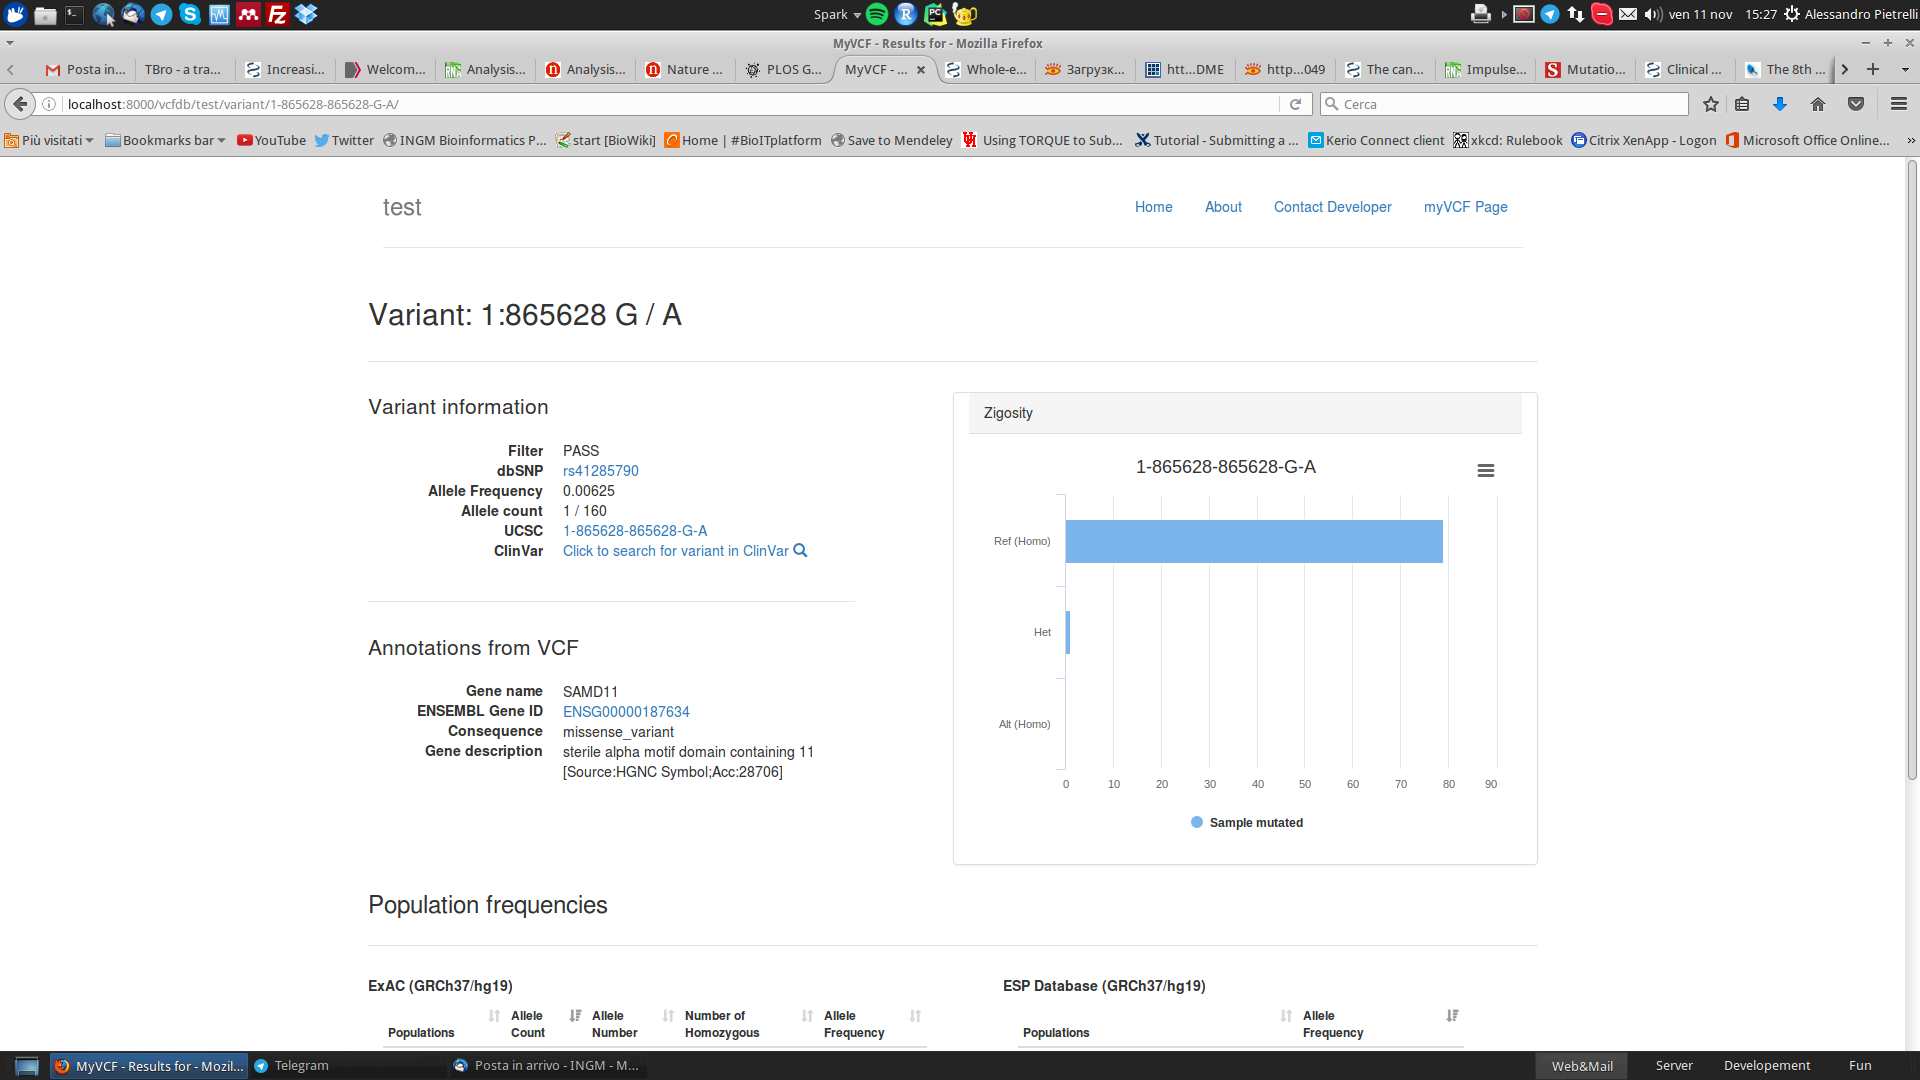 Spark
ven 11 nov 15:27 Alessandro Pietrelli
MyVCF - Results for - Mozilla Firefox
Posta in... TBro - a tra... Increasi... Welcom... Analysis... Analysis... Nature ... PLOS G... MyVCF - ... Whole-e... Загрузк... htt...DME http...049 The can... Impulse... Mutatio... Clinical ... The 8th ...
localhost:8000/vcfdb/test/variant/1-865628-865628-G-A/
Cerca
Più visitati Bookmarks bar YouTube Twitter INGM Bioinformatics P... start [BioWiki] Home | #BioITplatform Save to Mendeley Using TORQUE to Sub... Tutorial - Submitting a ... Kerio Connect client xkcd: Rulebook Citrix XenApp - Logon Microsoft Office Online... »
test
Home About Contact Developer myVCF Page
Variant: 1:865628 G / A
Variant information
Filter PASS
dbSNP rs41285790
Allele Frequency 0.00625
Allele count 1 / 160
UCSC 1-865628-865628-G-A
ClinVar Click to search for variant in ClinVar
Annotations from VCF
Gene name SAMD11
ENSEMBL Gene ID ENSG00000187634
Consequence missense_variant
Gene description sterile alpha motif domain containing 11
[Source:HGNC Symbol;Acc:28706]
Zigosity
1-865628-865628-G-A
Ref (Homo)
Het
Alt (Homo)
0 10 20 30 40 50 60 70 80 90
Sample mutated
Population frequencies
ExAC (GRCh37/hg19)
Populations Allele Count Allele Number Number of Homozygous Allele Frequency
ESP Database (GRCh37/hg19)
Populations Allele Frequency
MyVCF - Results for - Mozil... Telegram Posta in arrivo - INGM - M... Web&Mail Server Developement Fun